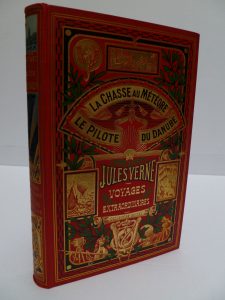 LA CHASSE AU MÉTÉORE
LE PILOTE DU DANUBE
JULES VERNE
VOYAGES
EXTRAORDINAIRES